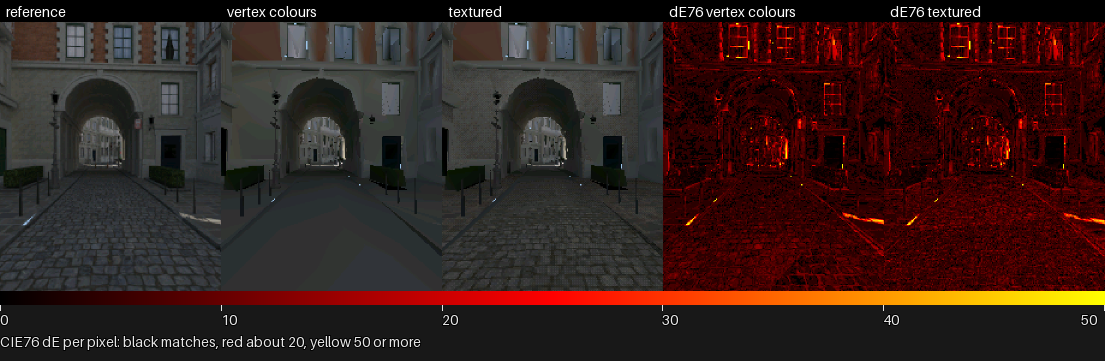 reference
vertex colours
textured
dE76 vertex colours
dE76 textured
0
10
20
30
40
50
CIE76 dE per pixel: black matches, red about 20, yellow 50 or more